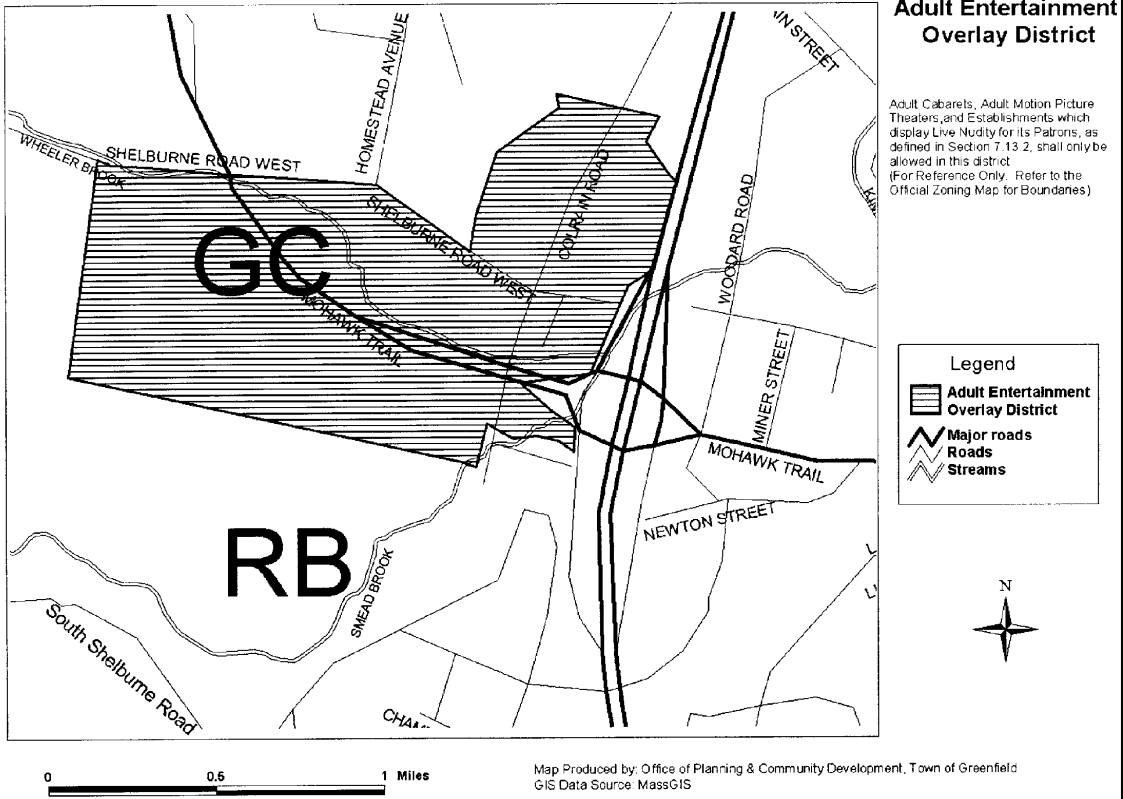 Adult Entertainment
Overlay District
Adult Cabarets, Adult Motion Picture
Theaters,and Establishments which
display Live Nudity for its Patrons, as
defined in Section 7.13.2, shall only be
allowed in this district
(For Reference Only. Refer to the
Official Zoning Map for Boundaries)
HOMESTEAD AVENUE
IN STREET
WHEELER BROOK
SHELBURNE ROAD WEST
SHELBURNE ROAD WEST
COLRAIN ROAD
WOODARD ROAD
GC
MOHAWK TRAIL
MINER STREET
MOHAWK TRAIL
NEWTON STREET
RB
SMEAD BROOK
South Shelburne Road
CHAM
Legend
Adult Entertainment
Overlay District
Major roads
Roads
Streams
N
0 0.5 1 Miles
Map Produced by: Office of Planning & Community Development, Town of Greenfield
GIS Data Source: MassGIS